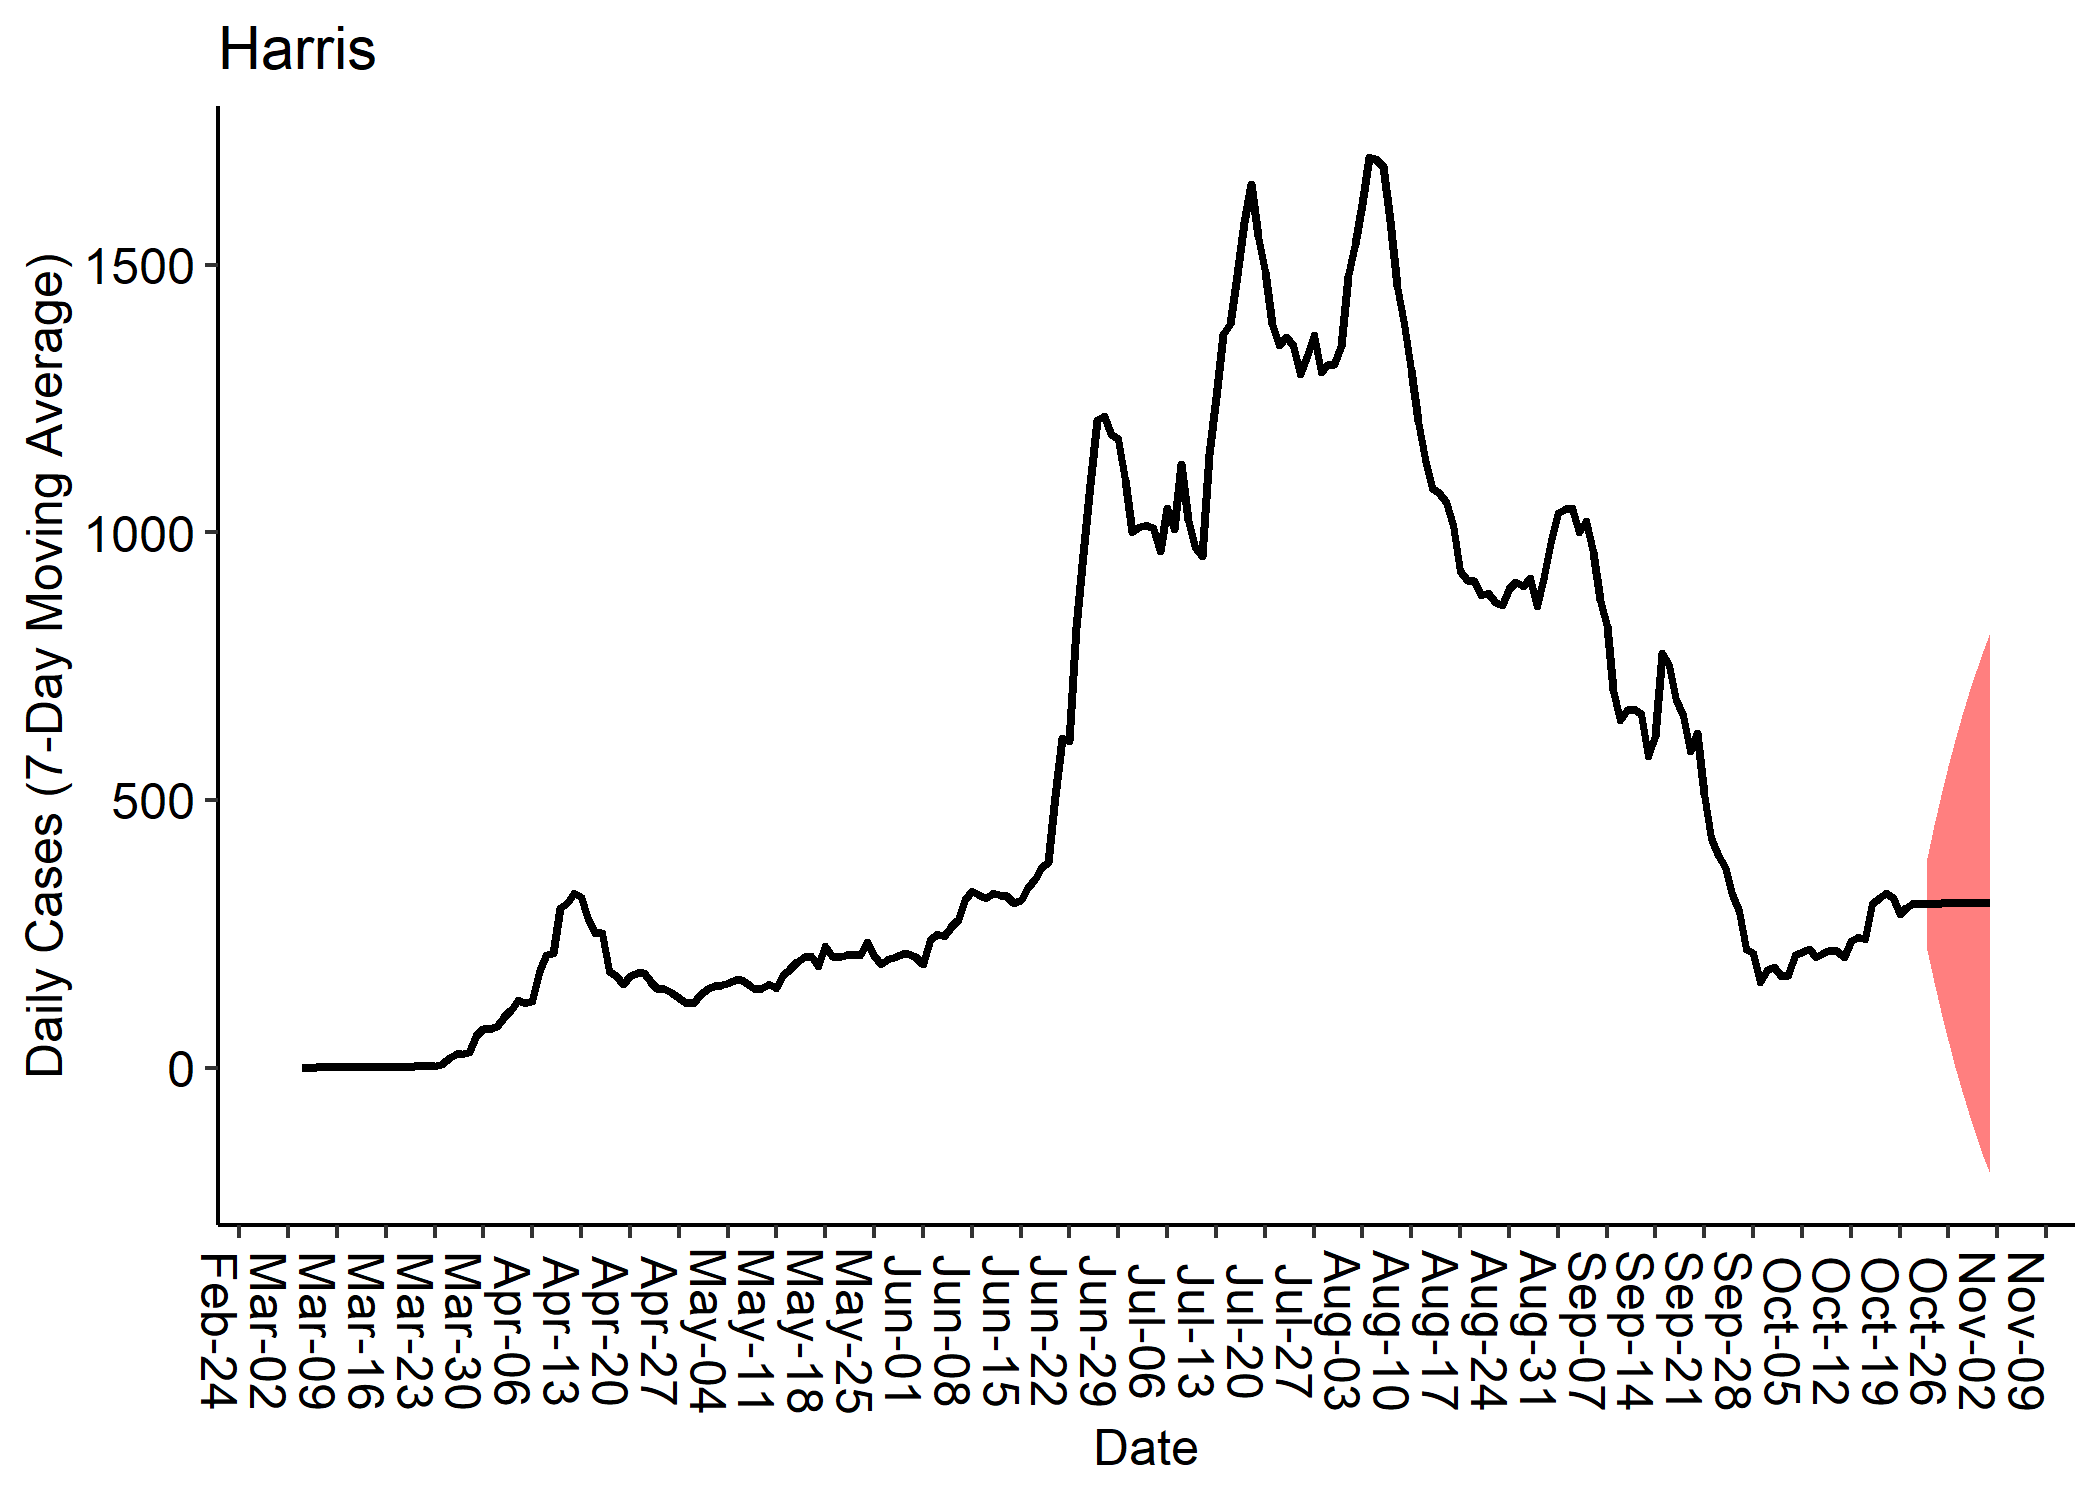 Harris
Daily Cases (7-Day Moving Average)
1500
1000
500
0
Feb-24
Mar-02
Mar-09
Mar-16
Mar-23
Mar-30
Apr-06
Apr-13
Apr-20
Apr-27
May-04
May-11
May-18
May-25
Jun-01
Jun-08
Jun-15
Jun-22
Jun-29
Jul-06
Jul-13
Jul-20
Jul-27
Aug-03
Aug-10
Aug-17
Aug-24
Aug-31
Sep-07
Sep-14
Sep-21
Sep-28
Oct-05
Oct-12
Oct-19
Oct-26
Nov-02
Nov-09
Date